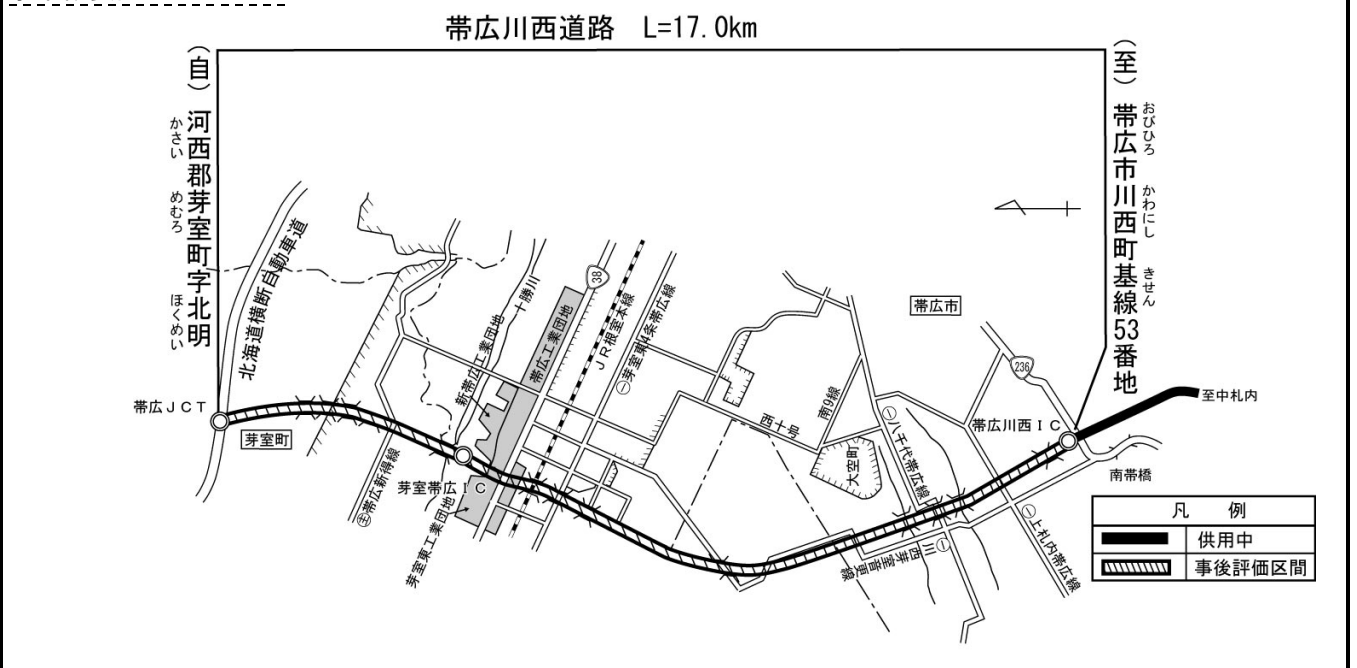 帯広川西道路 L=17.0km
（自）
河西郡芽室町字北明
かさい めむろ ほくめい
（至）
帯広市川西町基線53番地
おびひろ かわにし きせん
北海道横断自動車道
十勝川
新帯広工業団地
帯広工業団地
38
JR根室本線
㊀芽室東4条帯広線
帯広市
236
帯広JCT
芽室町
㊤帯広新得線
芽室帯広IC
芽室東工業団地
西十号
南9線
大空町
㊀八千代帯広線
帯広川西IC
至中札内
南帯橋
㊀川西芽室音更線
㊀上札内帯広線
凡 例
供用中
事後評価区間